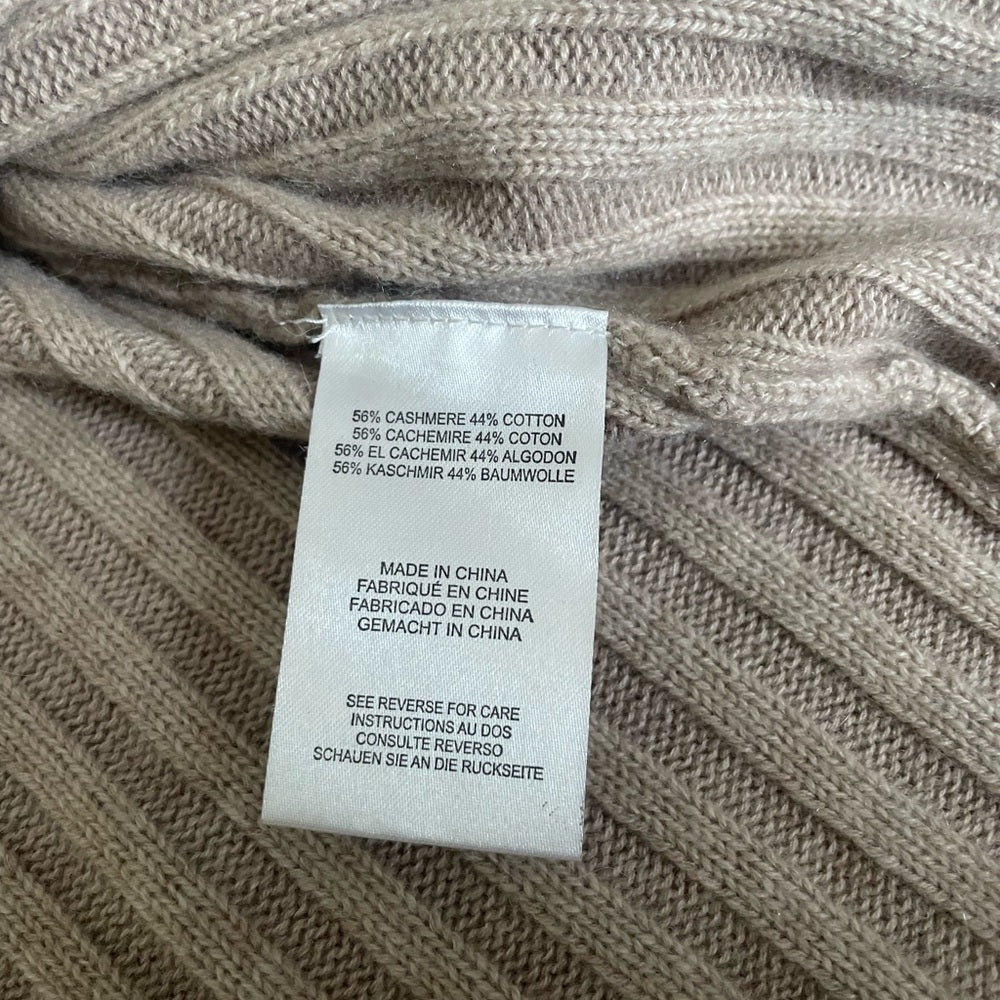 56% CASHMERE 44% COTTON
56% CACHEMIRE 44% COTON
56% EL CACHEMIR 44% ALGODON
56% KASCHMIR 44% BAUMWOLLE
MADE IN CHINA
FABRIQUÉ EN CHINE
FABRICADO EN CHINA
GEMACHT IN CHINA
SEE REVERSE FOR CARE
INSTRUCTIONS AU DOS
CONSULTE REVERSO
SCHAUEN SIE AN DIE RUCKSEITE